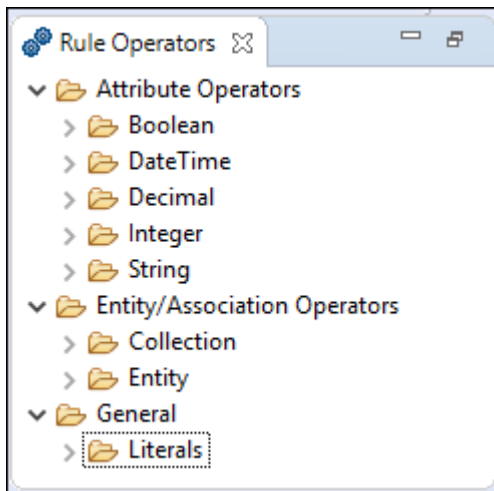 Rule Operators
Attribute Operators
Boolean
DateTime
Decimal
Integer
String
Entity/Association Operators
Collection
Entity
General
Literals